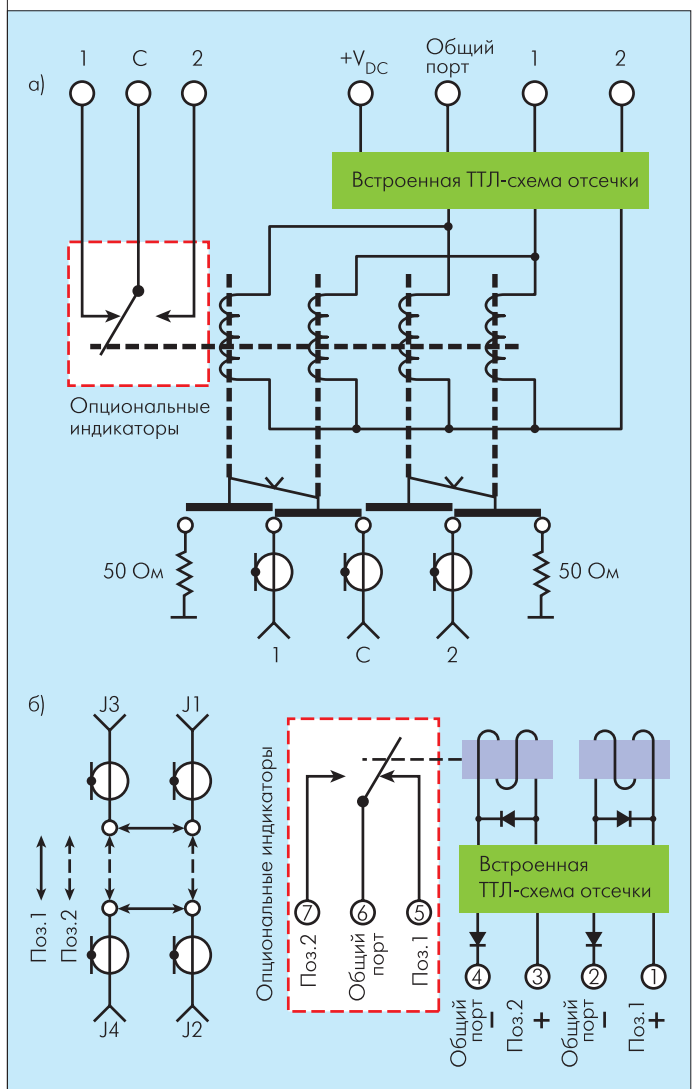 а)
1 C 2
+V_DC
Общий
порт
1 2
Встроенная ТТЛ-схема отсечки
Опциональные
индикаторы
50 Ом
50 Ом
1 C 2
б)
J3 J1
Поз.1
Поз.2
J4 J2
Опциональные индикаторы
7 6 5
Поз.2
Общий
порт
Поз.1
Встроенная
ТТЛ-схема отсечки
4 3 2 1
Общий
порт –
Поз.2 +
Общий
порт –
Поз.1 +